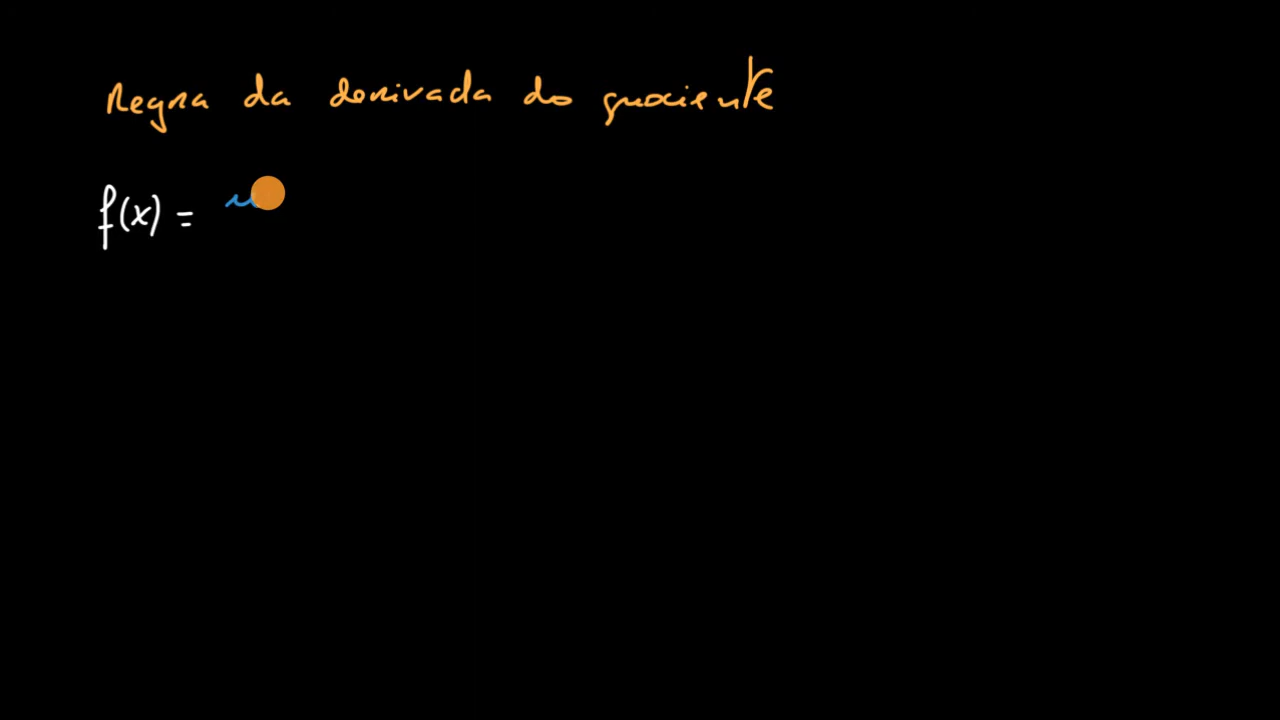 Regra da derivada do quociente
f(x) = u